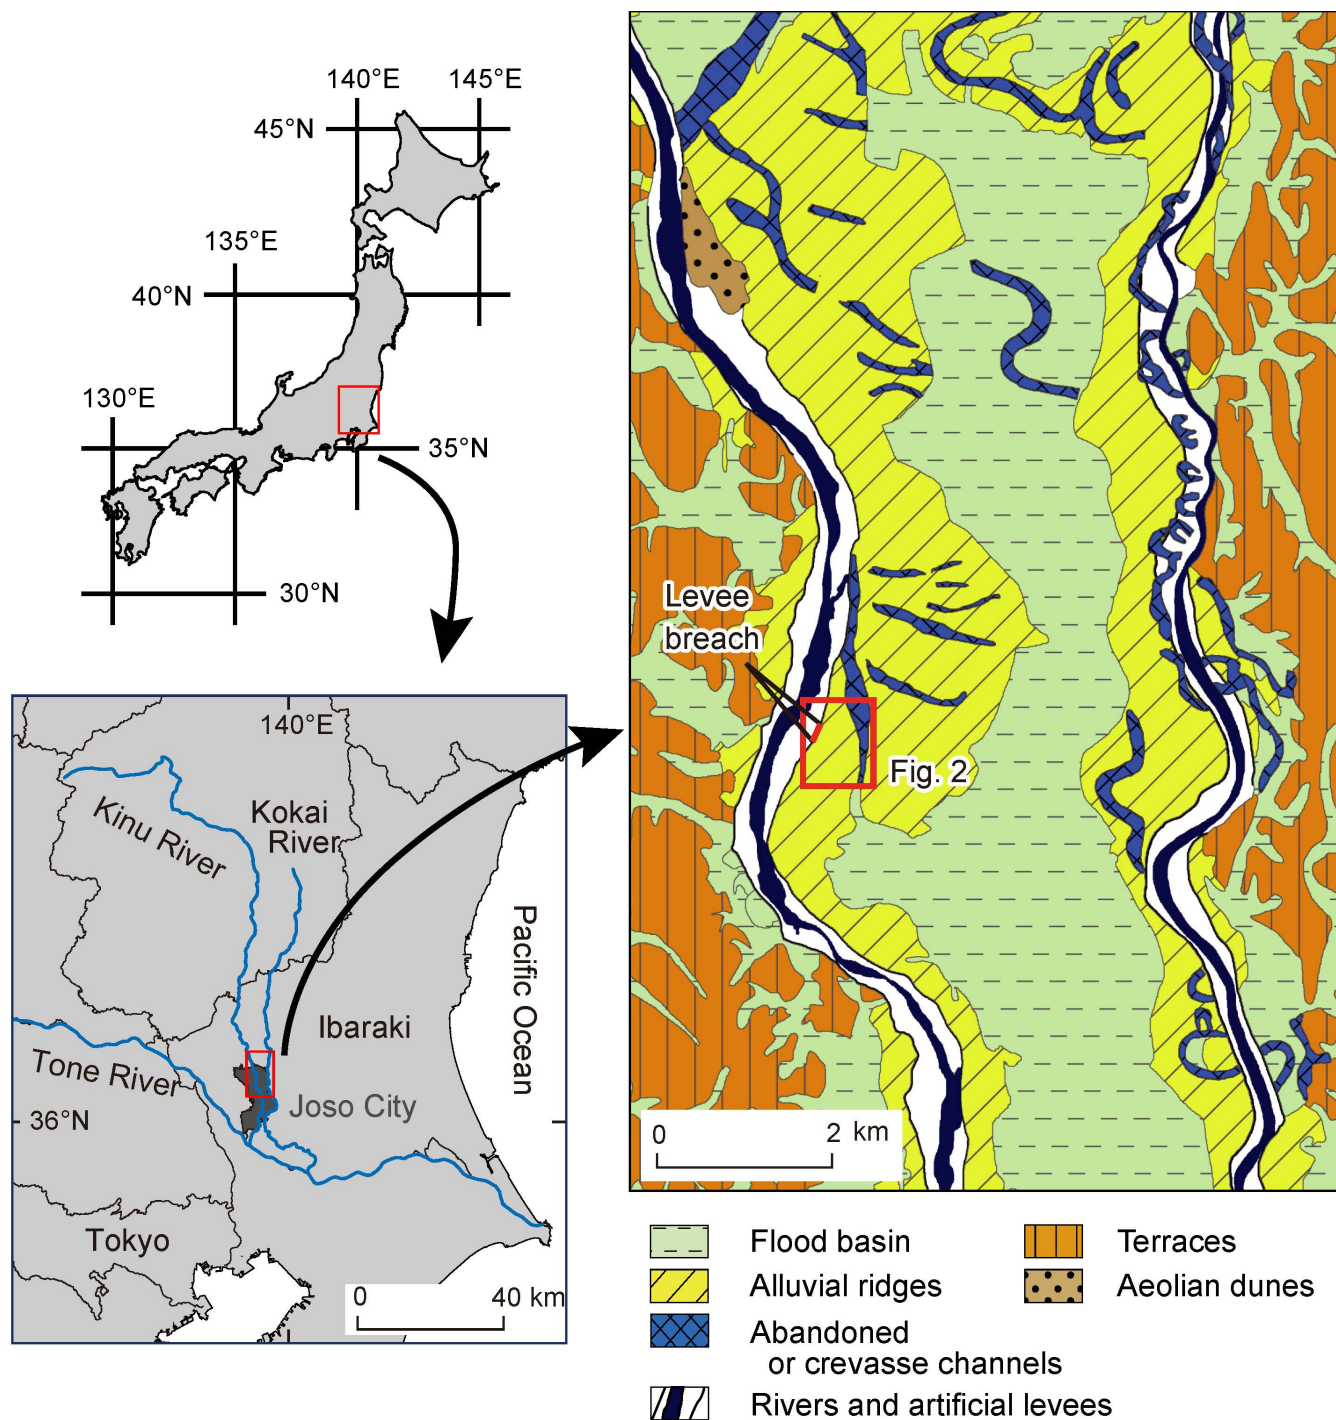 140°E
145°E
45°N
135°E
40°N
130°E
35°N
30°N
140°E
Kinu River
Kokai
River
Pacific Ocean
Ibaraki
Tone River
Joso City
36°N
Tokyo
0
40 km
Levee
breach
Fig. 2
0
2 km
Flood basin
Terraces
Alluvial ridges
Aeolian dunes
Abandoned
or crevasse channels
Rivers and artificial levees